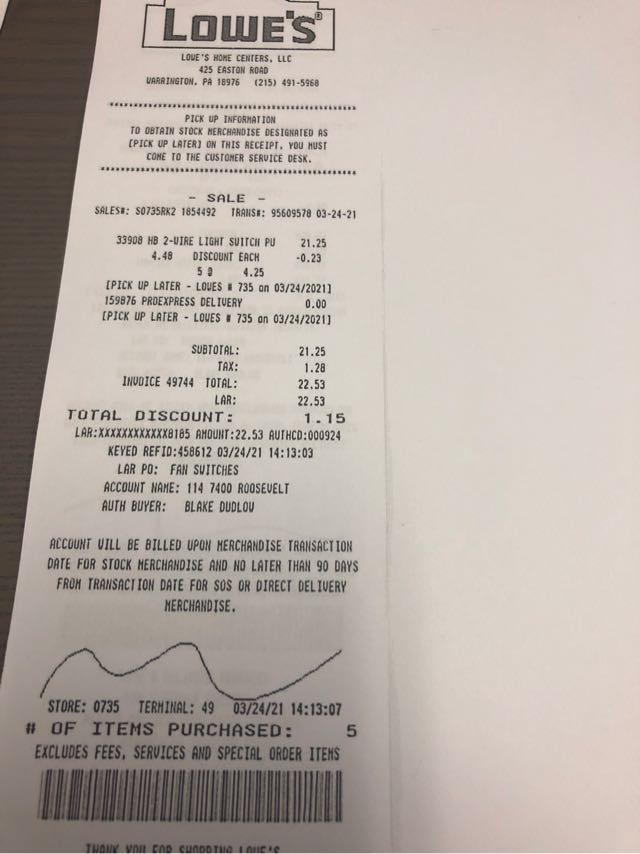 LOWE'S®
LOWE'S HOME CENTERS, LLC
425 EASTON ROAD
WARRINGTON, PA 18976 (215) 491-5968
PICK UP INFORMATION
TO OBTAIN STOCK MERCHANDISE DESIGNATED AS
[PICK UP LATER] ON THIS RECEIPT, YOU MUST
COME TO THE CUSTOMER SERVICE DESK.
- SALE -
SALES#: S0735RK2 1854492 TRANS#: 95609578 03-24-21
33908 HB 2-WIRE LIGHT SWITCH PU 21.25
4.48 DISCOUNT EACH -0.23
5 @ 4.25
[PICK UP LATER - LOWES # 735 on 03/24/2021]
159876 PROEXPRESS DELIVERY 0.00
[PICK UP LATER - LOWES # 735 on 03/24/2021]
SUBTOTAL: 21.25
TAX: 1.28
INVOICE 49744 TOTAL: 22.53
LAR: 22.53
TOTAL DISCOUNT: 1.15
LAR:XXXXXXXXXXXX8185 AMOUNT:22.53 AUTHCD:000924
KEYED REFID:458612 03/24/21 14:13:03
LAR PO: FAN SWITCHES
ACCOUNT NAME: 114 7400 ROOSEVELT
AUTH BUYER: BLAKE DUDLOW
ACCOUNT WILL BE BILLED UPON MERCHANDISE TRANSACTION
DATE FOR STOCK MERCHANDISE AND NO LATER THAN 90 DAYS
FROM TRANSACTION DATE FOR SOS OR DIRECT DELIVERY
MERCHANDISE.
STORE: 0735 TERMINAL: 49 03/24/21 14:13:07
# OF ITEMS PURCHASED: 5
EXCLUDES FEES, SERVICES AND SPECIAL ORDER ITEMS
THANK YOU FOR SHOPPING LOWE'S